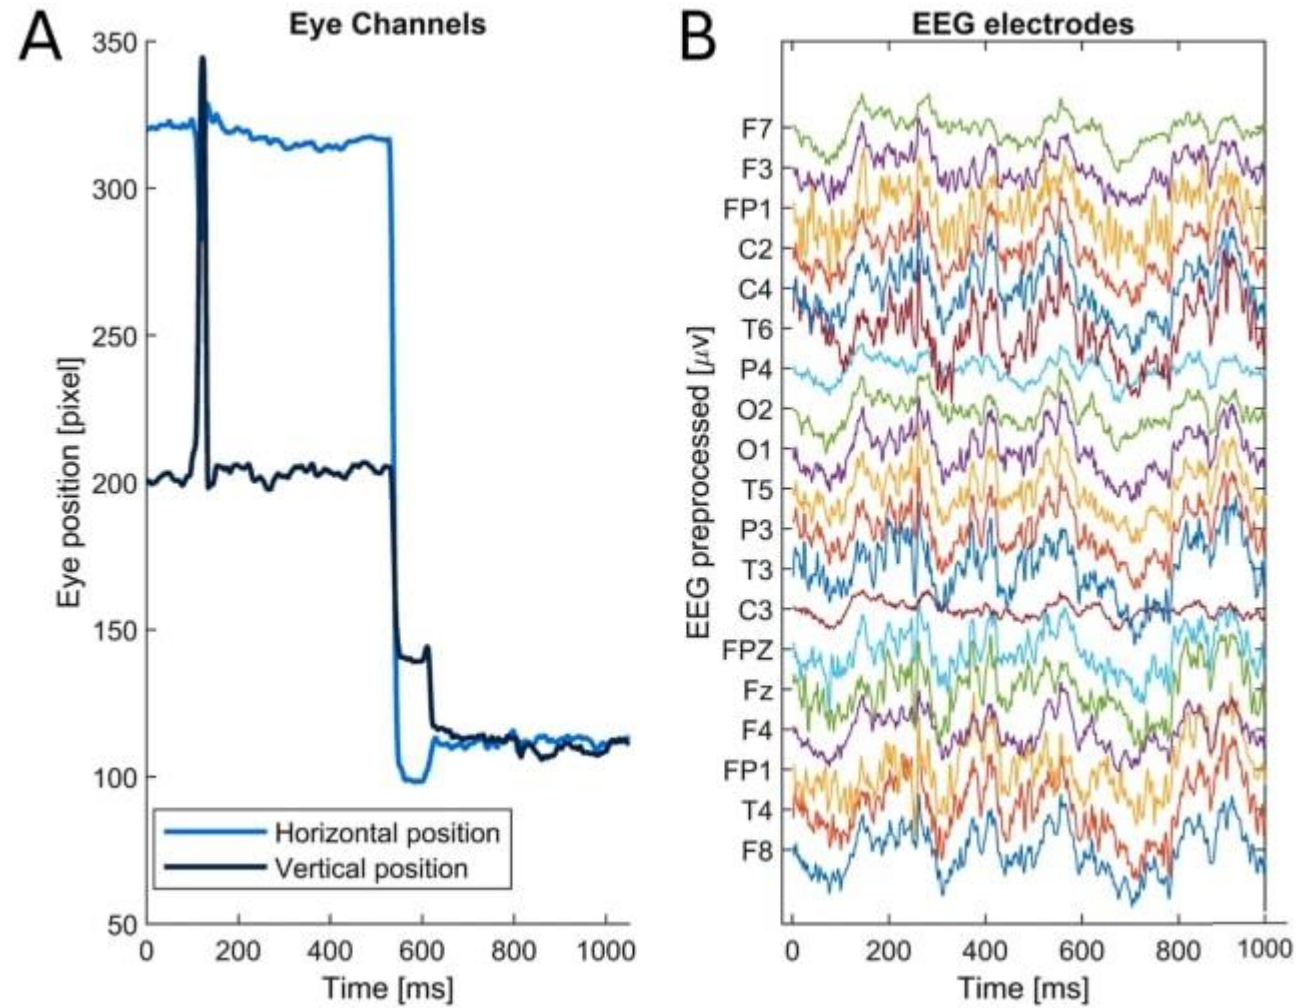 A
Eye Channels
350
300
250
200
150
100
50
Eye position [pixel]
Horizontal position
Vertical position
0 200 400 600 800 1000
Time [ms]
B
EEG electrodes
F7
F3
FP1
C2
C4
T6
P4
O2
O1
T5
P3
T3
C3
FPZ
Fz
F4
FP1
T4
F8
EEG preprocessed [μv]
0 200 400 600 800 1000
Time [ms]